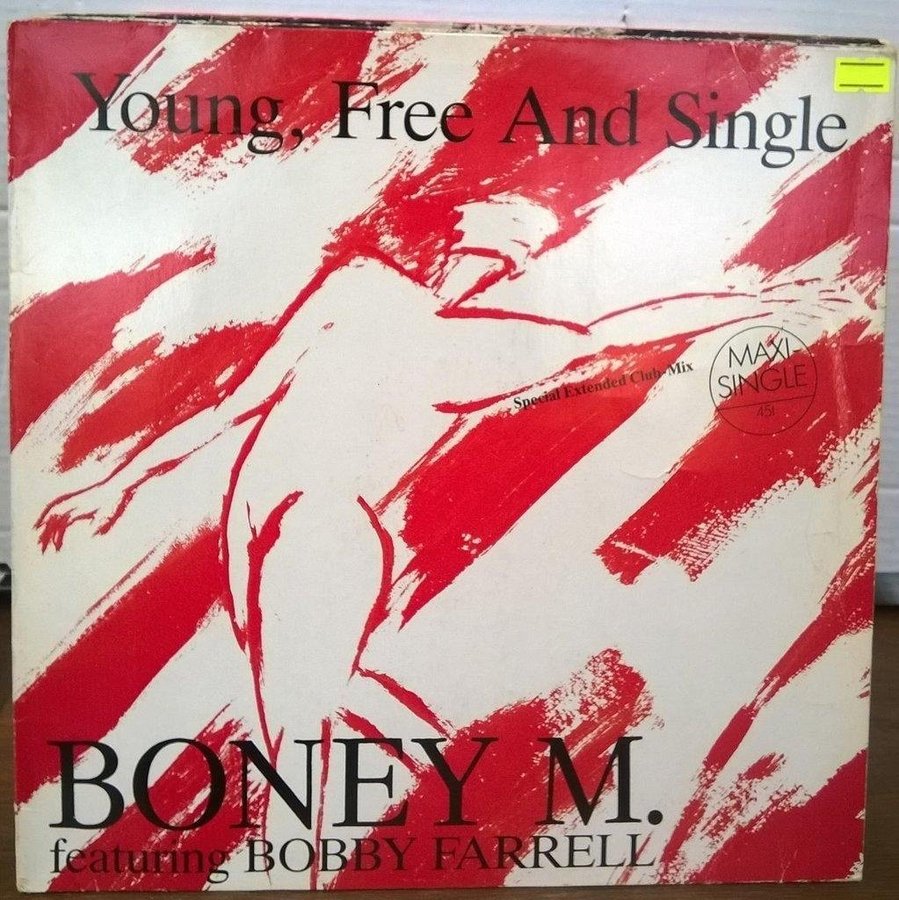 Young, Free And Single
Special Extended Club-Mix
MAXI-
SINGLE
45
BONEY M.
featuring BOBBY FARRELL